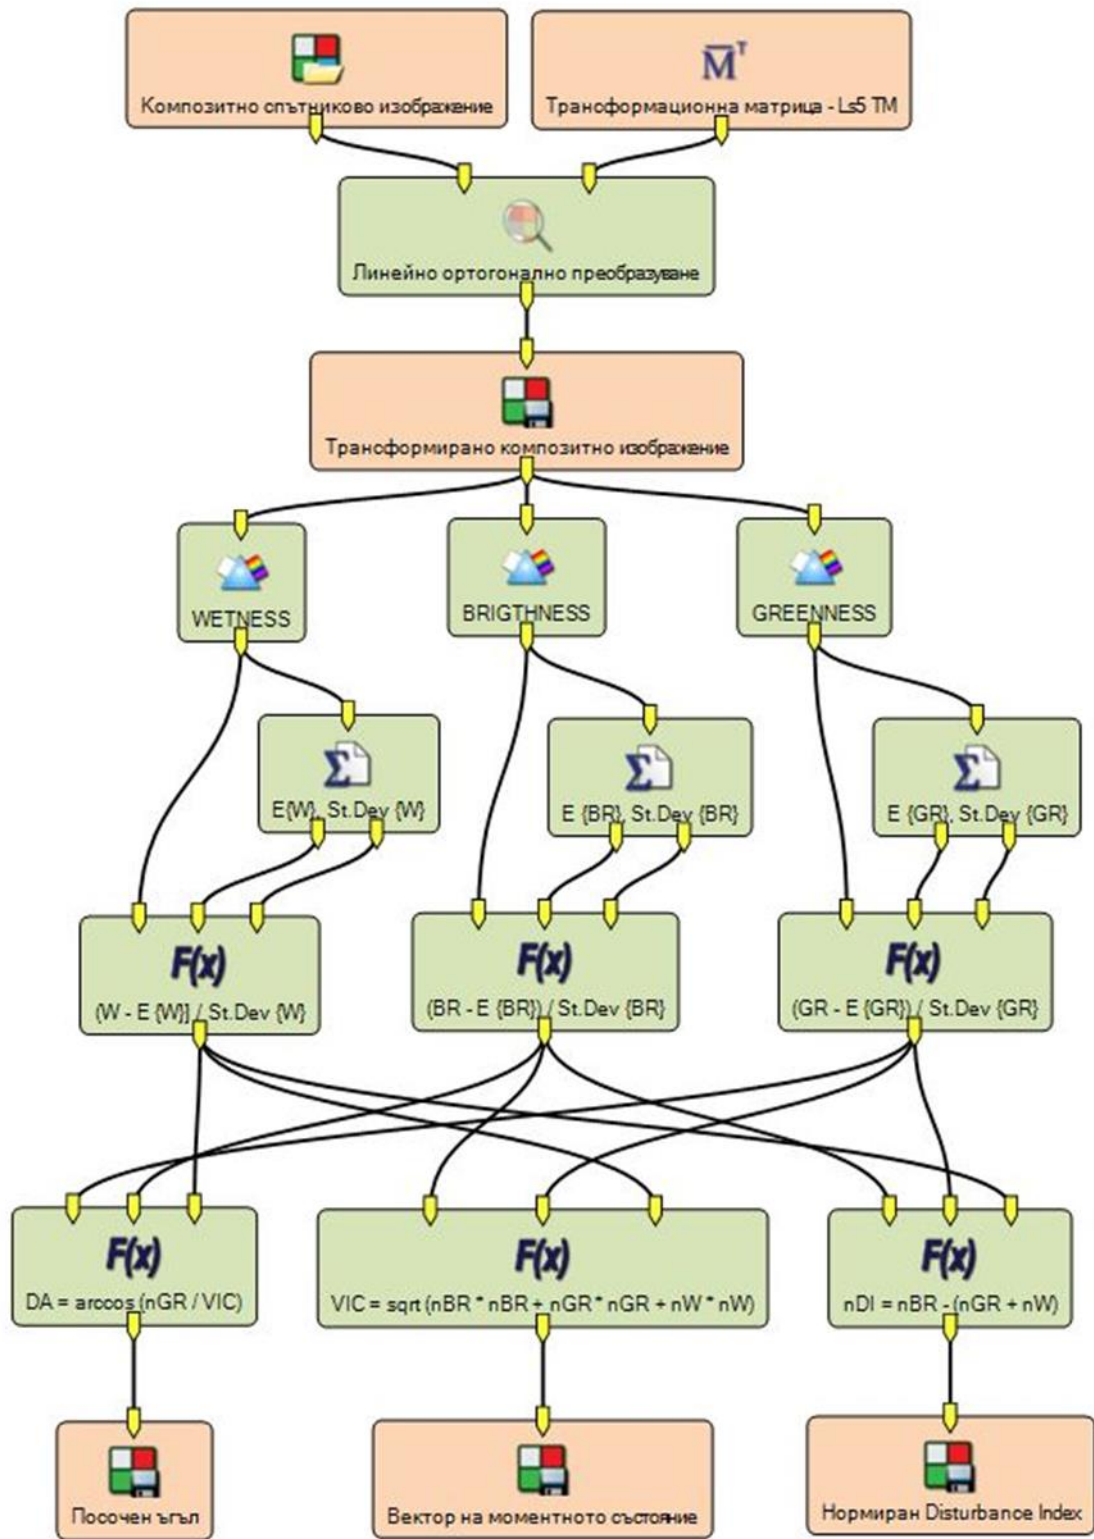 M̅ᵀ
Композитно спътниково изображение
Трансформационна матрица - Ls5 TM
Линейно ортогонално преобразуване
Трансформирано композитно изображение
WETNESS
BRIGTHNESS
GREENNESS
Σ
Σ
Σ
E{W}, St.Dev {W}
E {BR}, St.Dev {BR}
E {GR}, St.Dev {GR}
F(x)
F(x)
F(x)
(W - E {W}] / St.Dev {W}
(BR - E {BR}) / St.Dev {BR}
(GR - E {GR}) / St.Dev {GR}
F(x)
F(x)
F(x)
DA = arccos (nGR / VIC)
VIC = sqrt (nBR * nBR + nGR * nGR + nW * nW)
nDI = nBR - (nGR + nW)
Посочен ъгъл
Вектор на моментното състояние
Нормиран Disturbance Index